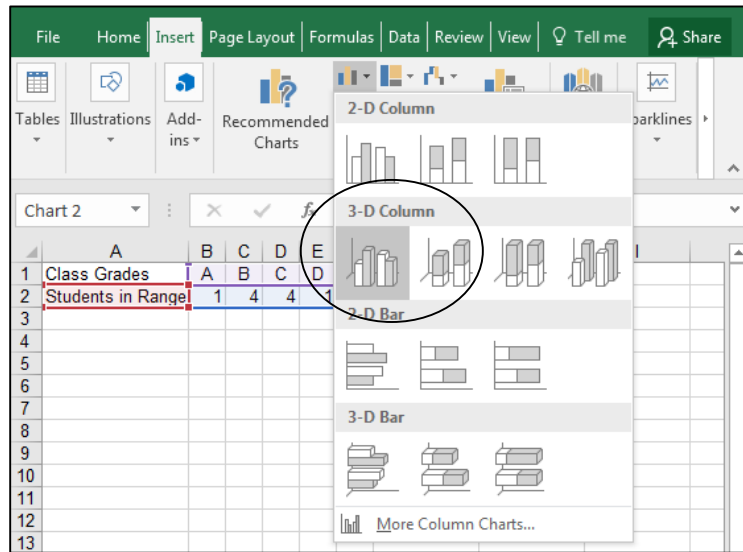 File Home Insert Page Layout Formulas Data Review View Tell me Share
Tables Illustrations Add-ins Recommended Charts
2-D Column
Chart 2 fx
3-D Column
A B C D E I
1 Class Grades A B C D
2 Students in Range 1 4 4 1
3
2-D Bar
4
5
6
7
3-D Bar
8
9
10
11
12
More Column Charts...
13